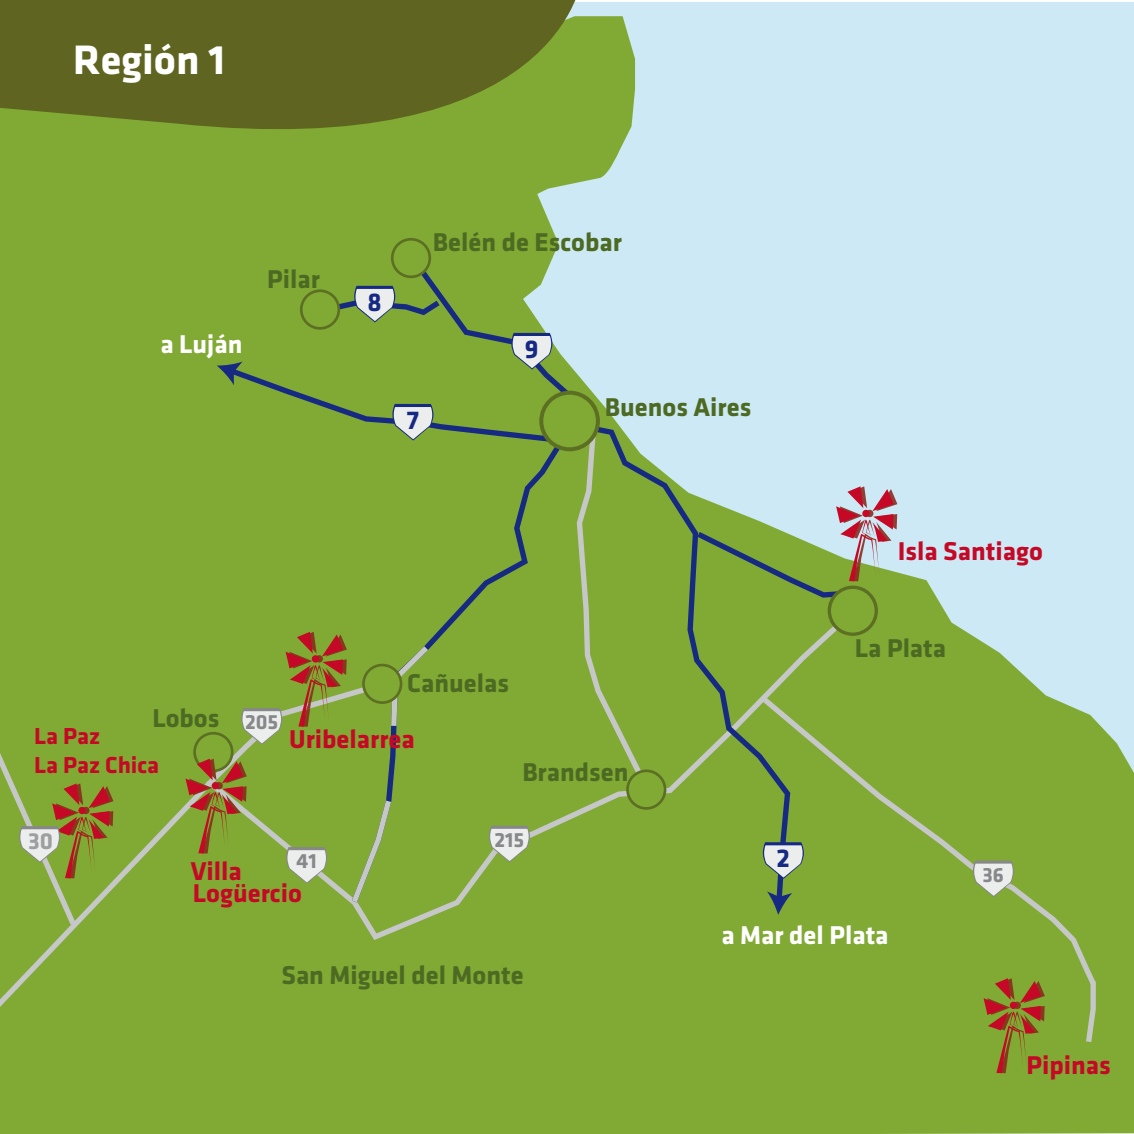 Región 1
Belén de Escobar
Pilar
8
a Luján
9
7
Buenos Aires
Isla Santiago
La Plata
Cañuelas
Lobos
205
Uribelarrea
La Paz
La Paz Chica
Brandsen
30
215
41
2
Villa
Logüercio
36
a Mar del Plata
San Miguel del Monte
Pipinas